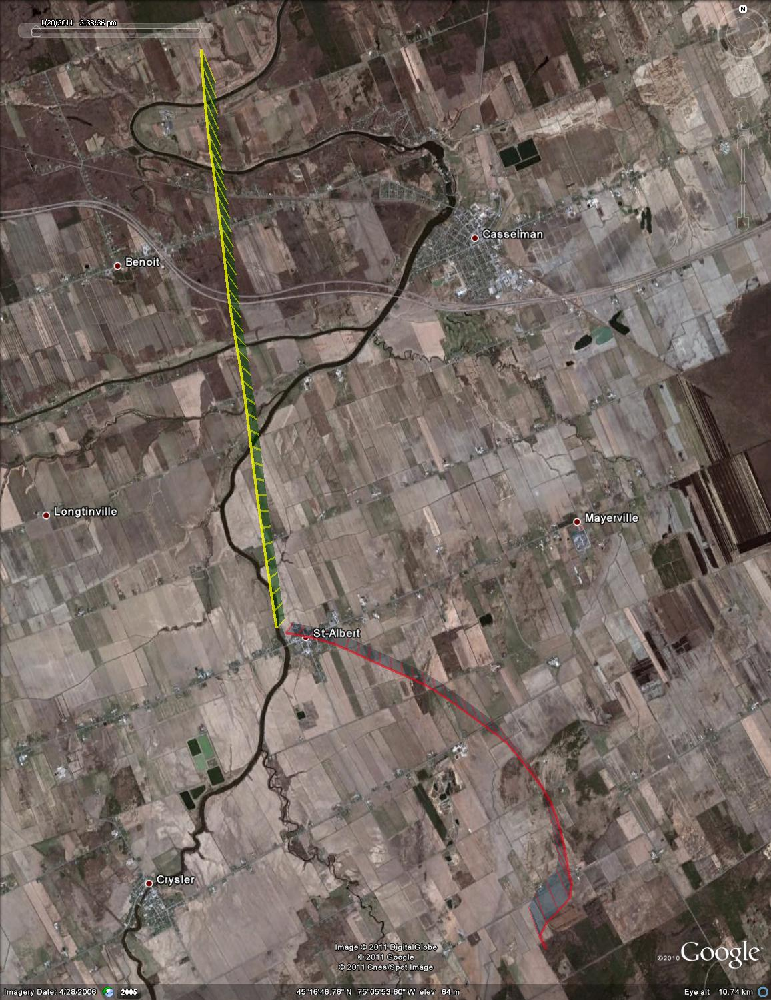 1/20/2011 2:38:36 pm
N
Casselman
Benoit
Longtinville
Mayerville
St-Albert
Crysler
Image © 2011 DigitalGlobe
© 2011 Google
© 2011 Cnes/Spot Image
©2010 Google
Imagery Date: 4/28/2006 2005 45°16'46.76" N 75°05'53.60" W elev 64 m Eye alt 10.74 km